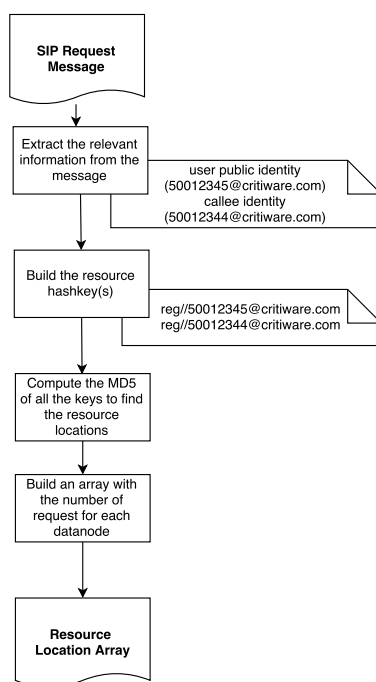 SIP Request
Message
Extract the relevant
information from the
message
user public identity
(50012345@critiware.com)
callee identity
(50012344@critiware.com)
Build the resource
hashkey(s)
reg//50012345@critiware.com
reg//50012344@critiware.com
Compute the MD5
of all the keys to find
the resource
locations
Build an array with
the number of
request for each
datanode
Resource
Location Array